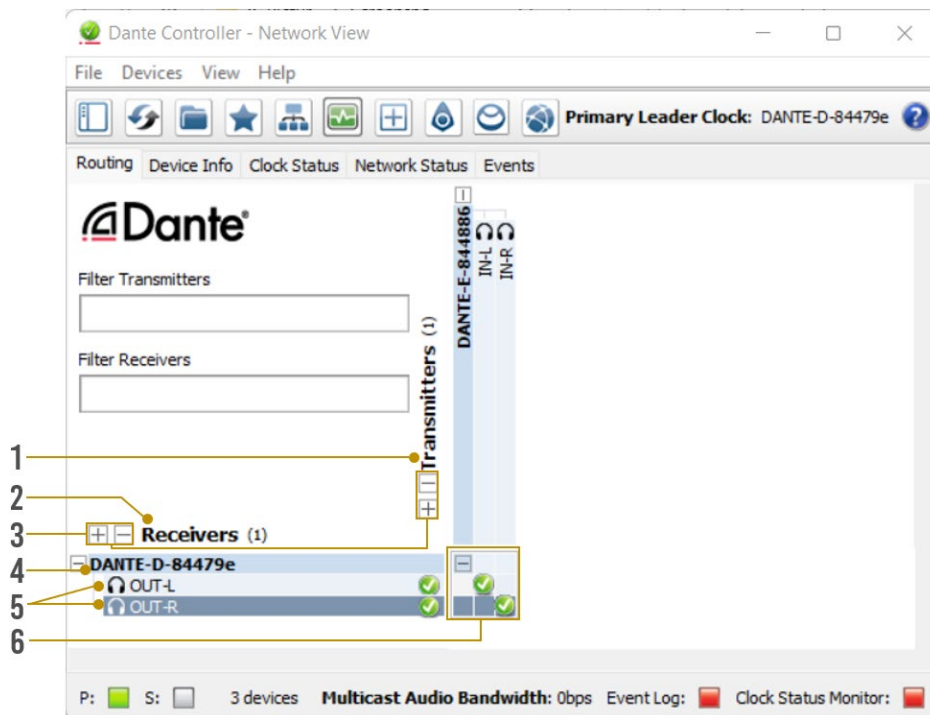 Dante Controller - Network View
File Devices View Help
Primary Leader Clock: DANTE-D-84479e
Routing Device Info Clock Status Network Status Events
Dante®
Filter Transmitters
Filter Receivers
Transmitters (1)
DANTE-E-844886
IN-L
IN-R
1
2
3
Receivers (1)
4
DANTE-D-84479e
5
OUT-L
OUT-R
6
P: S: 3 devices Multicast Audio Bandwidth: 0bps Event Log: Clock Status Monitor: